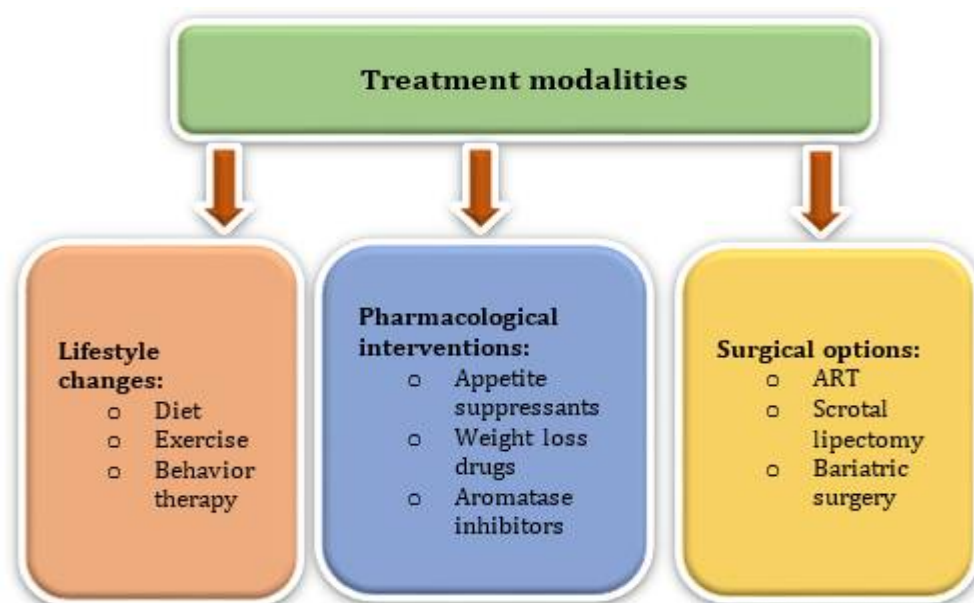 Treatment modalities
Lifestyle
changes:
o Diet
o Exercise
o Behavior
therapy
Pharmacological
interventions:
o Appetite
suppressants
o Weight loss
drugs
o Aromatase
inhibitors
Surgical options:
o ART
o Scrotal
lipectomy
o Bariatric
surgery